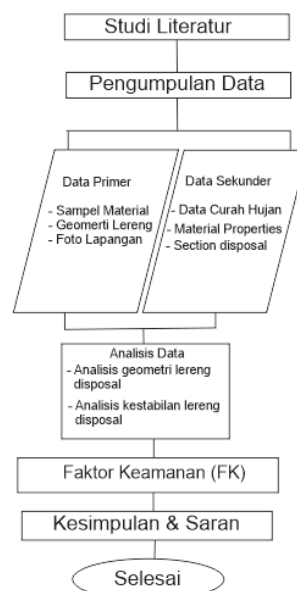 Studi Literatur
Pengumpulan Data
Data Primer
- Sampel Material
- Geomerti Lereng
- Foto Lapangan
Data Sekunder
- Data Curah Hujan
- Material Properties
- Section disposal
Analisis Data
- Analisis geometri lereng
disposal
- Analisis kestabilan lereng
disposal
Faktor Keamanan (FK)
Kesimpulan & Saran
Selesai